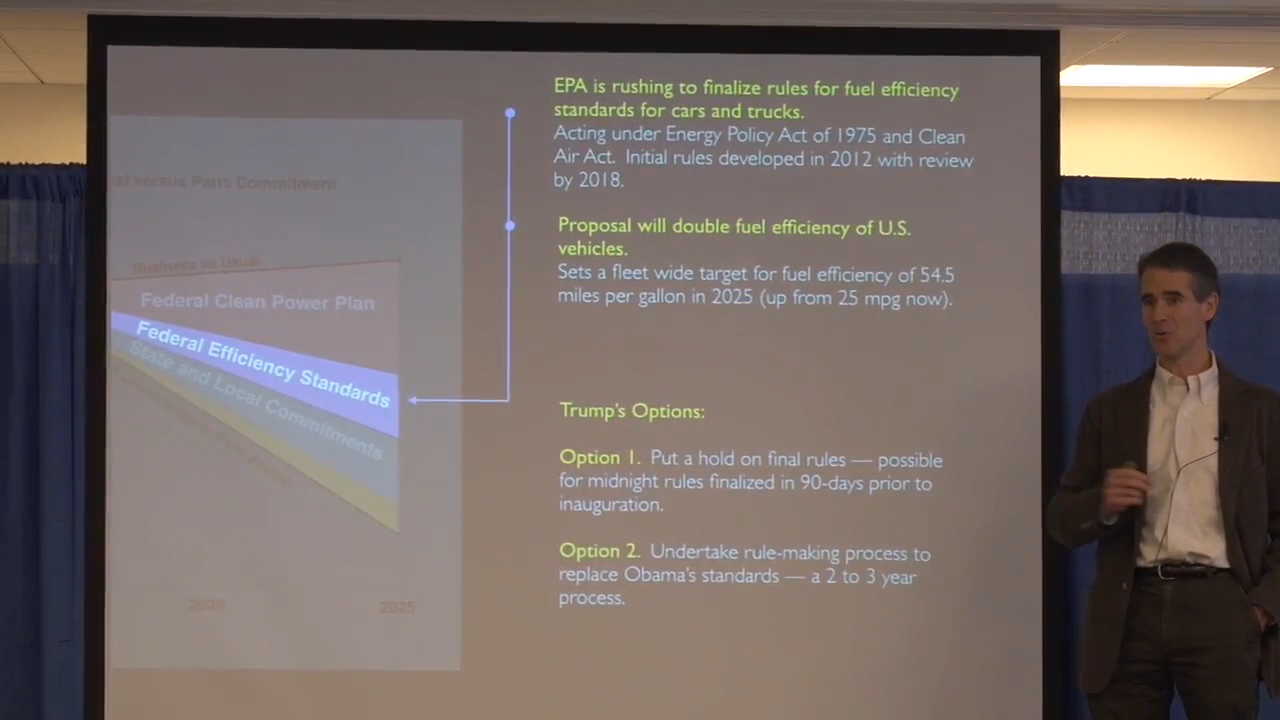 EPA is rushing to finalize rules for fuel efficiency
standards for cars and trucks.
Acting under Energy Policy Act of 1975 and Clean
Air Act. Initial rules developed in 2012 with review
by 2018.
Proposal will double fuel efficiency of U.S.
vehicles.
Sets a fleet wide target for fuel efficiency of 54.5
miles per gallon in 2025 (up from 25 mpg now).
Trump's Options:
Option 1. Put a hold on final rules — possible
for midnight rules finalized in 90-days prior to
inauguration.
Option 2. Undertake rule-making process to
replace Obama's standards — a 2 to 3 year
process.
versus Paris Commitment
Business as Usual
Federal Clean Power Plan
Federal Efficiency Standards
State and Local Commitments
2020
2025